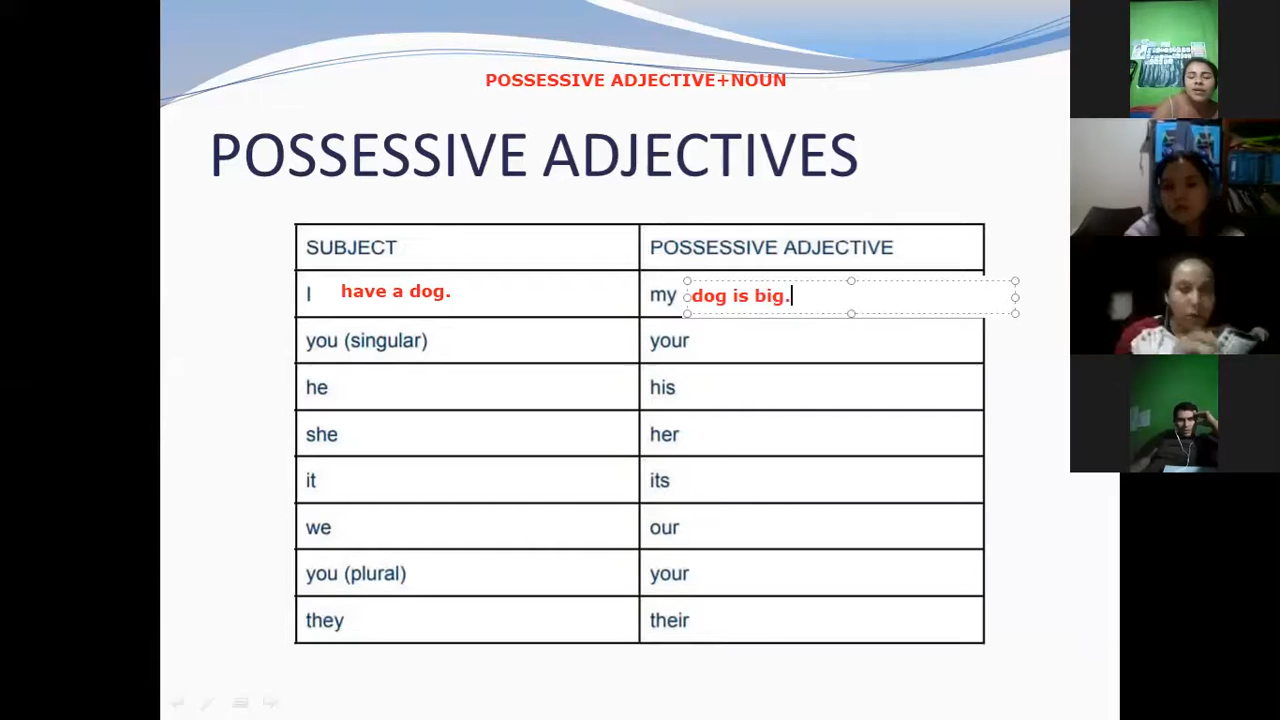 POSSESSIVE ADJECTIVE+NOUN
POSSESSIVE ADJECTIVES
SUBJECT POSSESSIVE ADJECTIVE
I have a dog. my dog is big.
you (singular) your
he his
she her
it its
we our
you (plural) your
they their